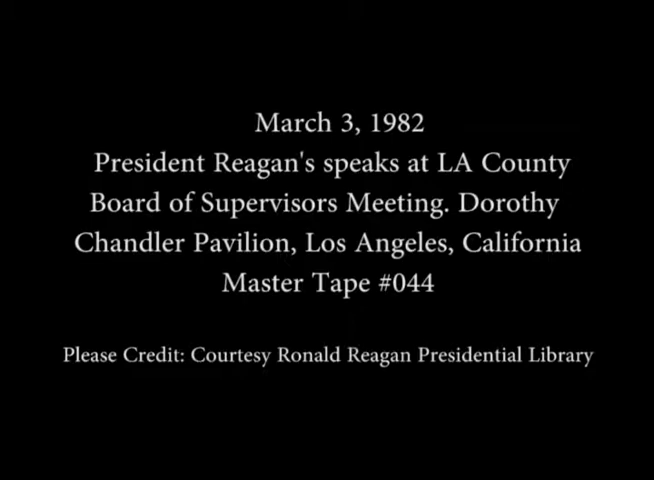 March 3, 1982
President Reagan's speaks at LA County
Board of Supervisors Meeting. Dorothy
Chandler Pavilion, Los Angeles, California
Master Tape #044
Please Credit: Courtesy Ronald Reagan Presidential Library